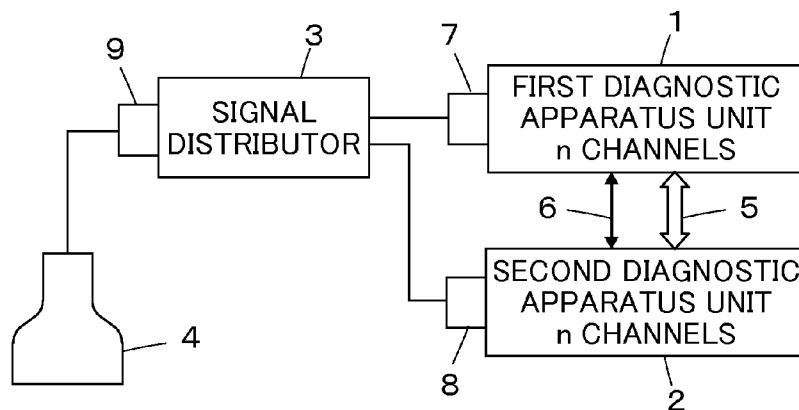 9
3
7
1
SIGNAL
DISTRIBUTOR
FIRST DIAGNOSTIC
APPARATUS UNIT
n CHANNELS
6
5
SECOND DIAGNOSTIC
APPARATUS UNIT
n CHANNELS
4
8
2